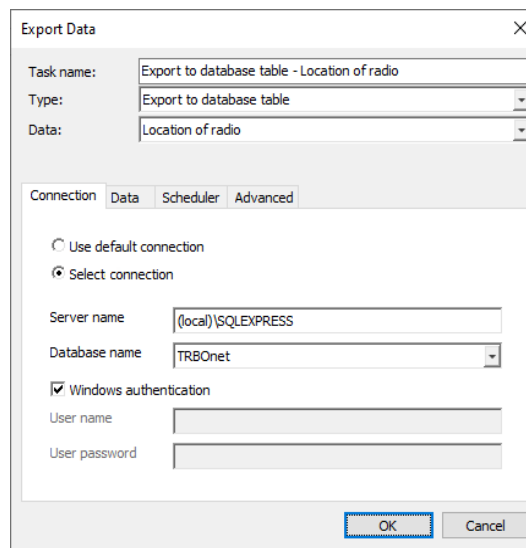 Export Data
Task name: Export to database table - Location of radio
Type: Export to database table
Data: Location of radio
Connection Data Scheduler Advanced
Use default connection
Select connection
Server name (local)\SQLEXPRESS
Database name TRBOnet
Windows authentication
User name
User password
OK Cancel